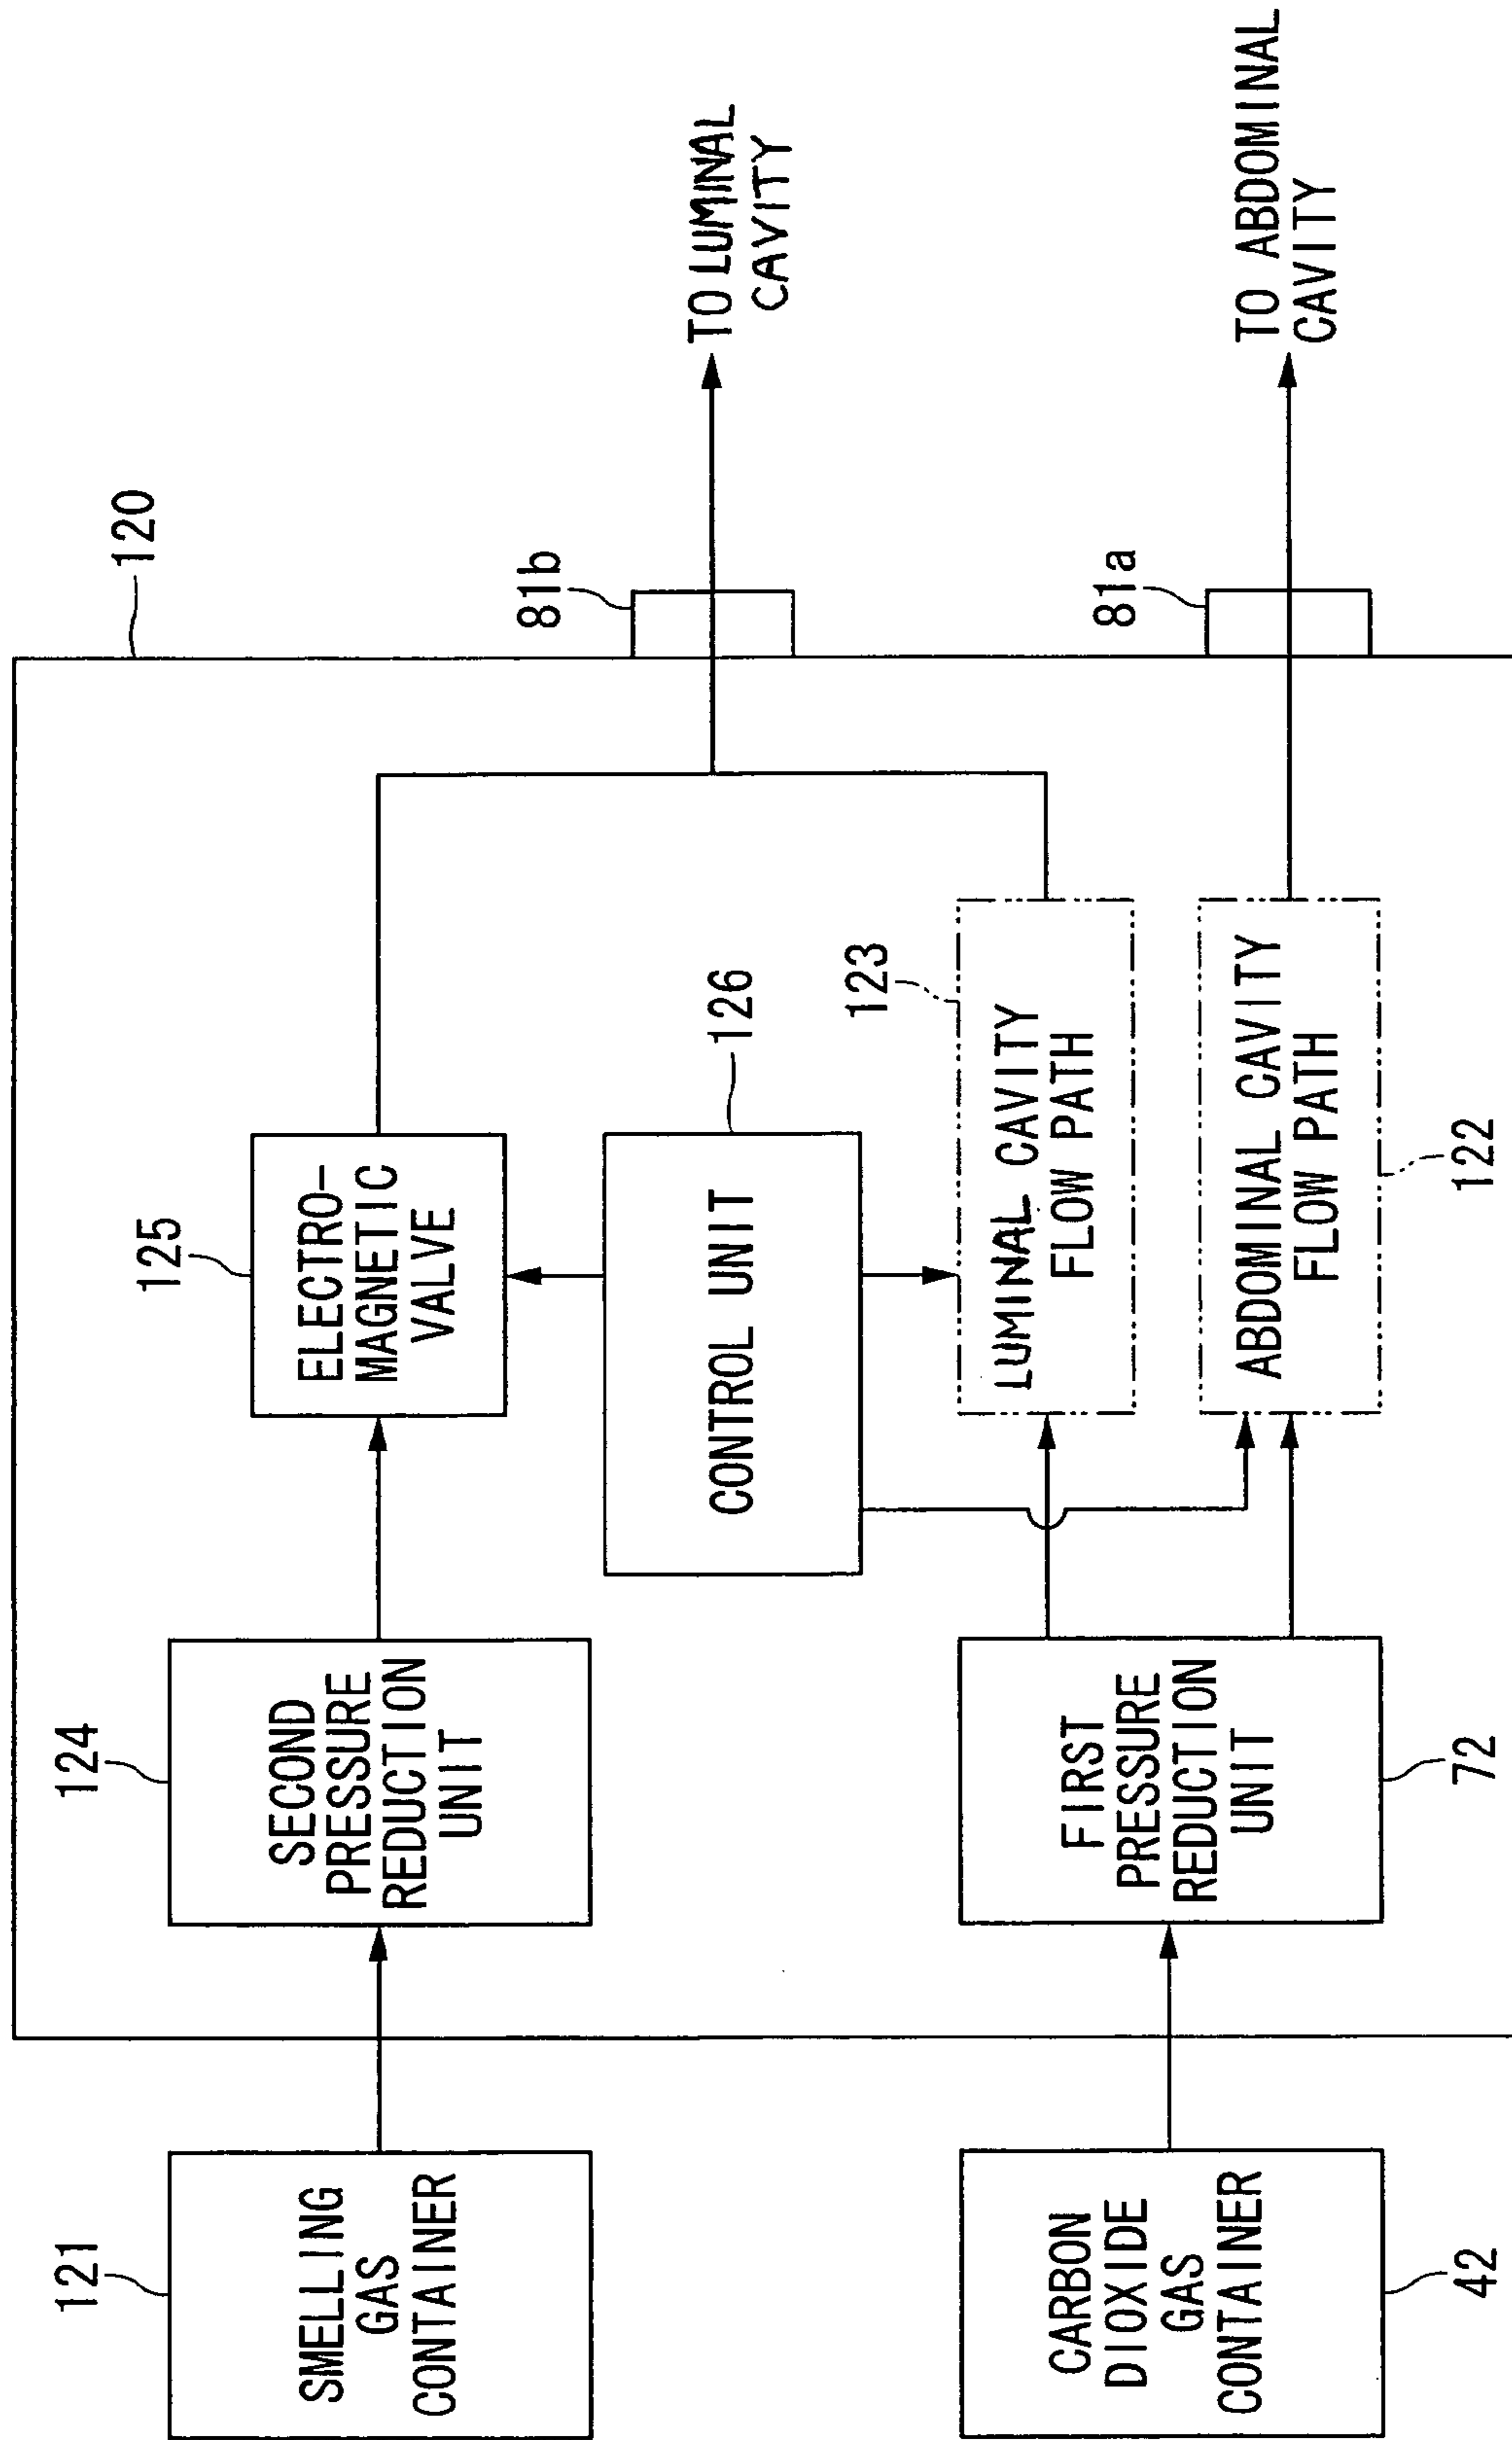 120
121
SMELLING
GAS
CONTAINER
124
SECOND
PRESSURE
REDUCTION
UNIT
125
ELECTRO-
MAGNETIC
VALVE
126
CONTROL UNIT
81b
TO LUMINAL
CAVITY
123
LUMINAL CAVITY
FLOW PATH
CARBON
DIOXIDE
GAS
CONTAINER
42
FIRST
PRESSURE
REDUCTION
UNIT
72
ABDOMINAL CAVITY
FLOW PATH
122
81a
TO ABDOMINAL
CAVITY